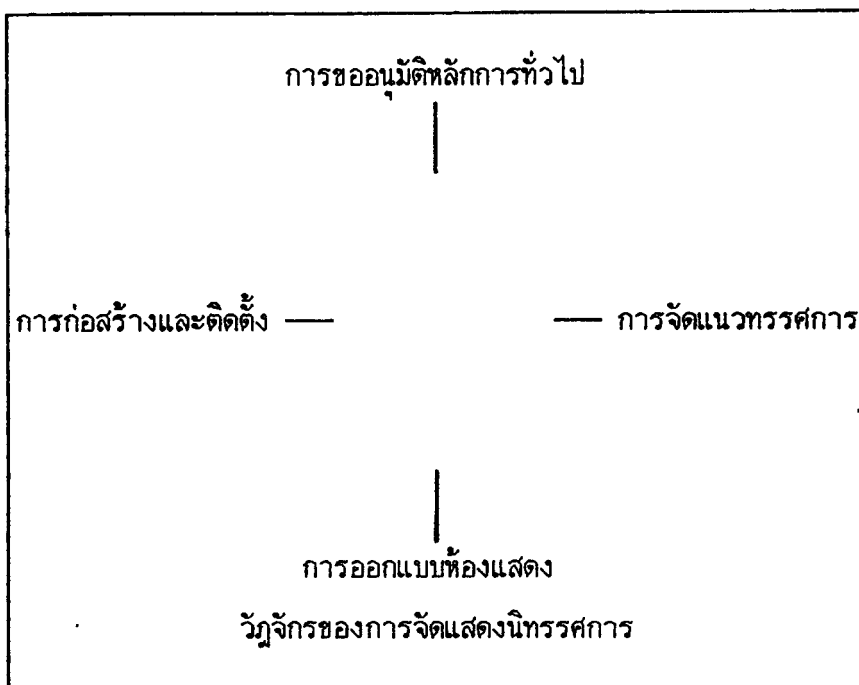 การขออนุมัติหลักการทั่วไป
การก่อสร้างและติดตั้ง
การจัดแนวทรรศการ
การออกแบบห้องแสดง
วัฏจักรของการจัดแสดงนิทรรศการ